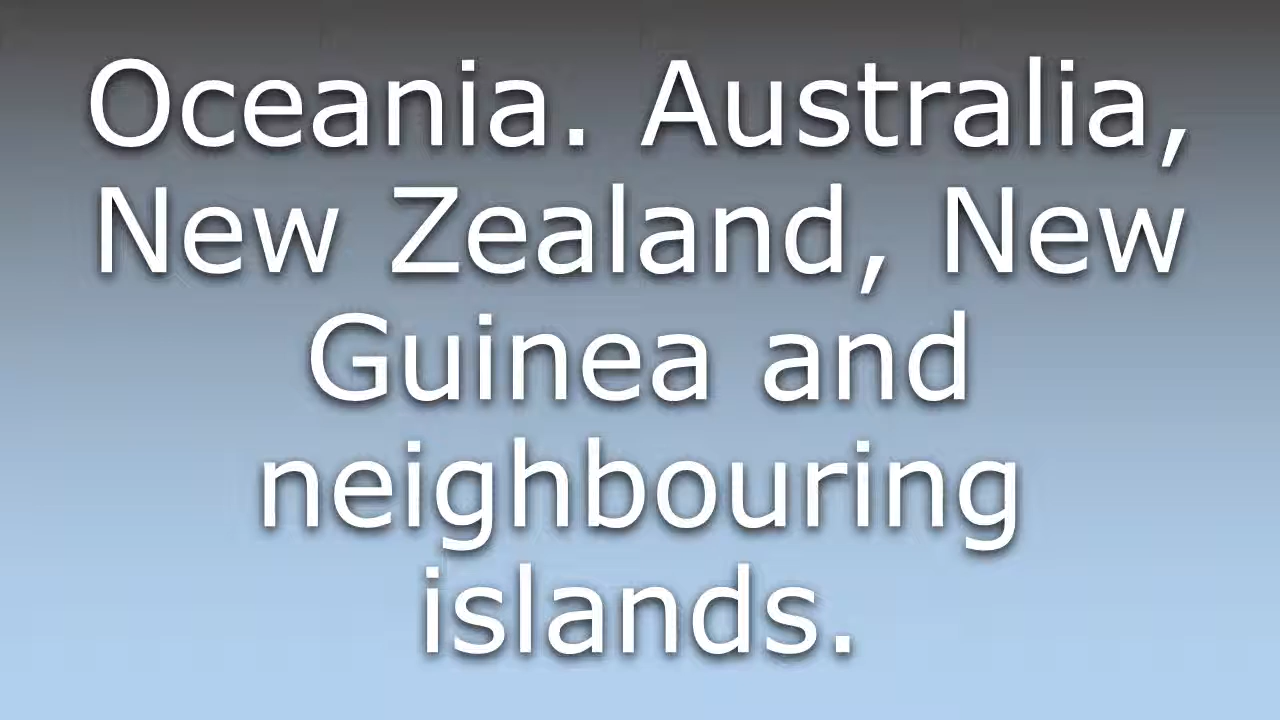 Oceania. Australia,
New Zealand, New
Guinea and
neighbouring
islands.